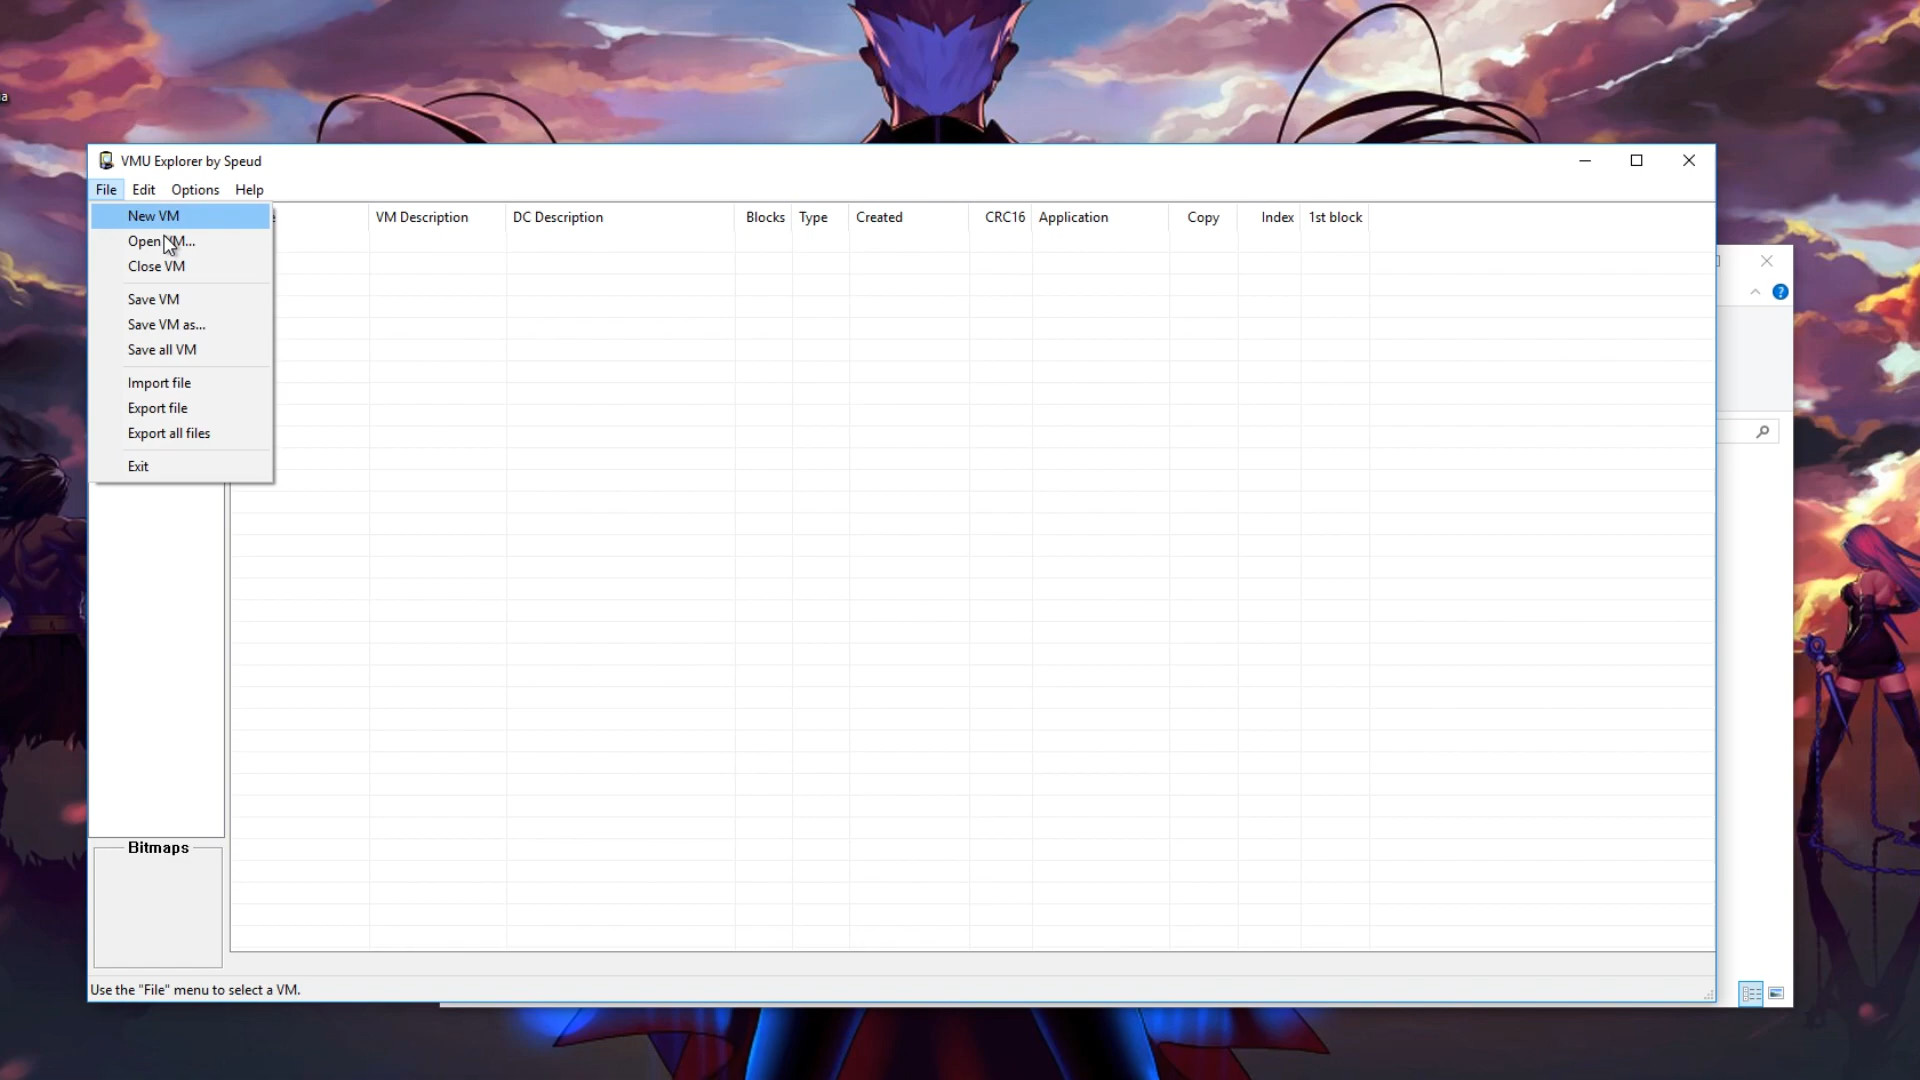 a
VMU Explorer by Speud
File Edit Options Help
New VM
Open VM...
Close VM
Save VM
Save VM as...
Save all VM
Import file
Export file
Export all files
Exit
VM Description DC Description Blocks Type Created CRC16 Application Copy Index 1st block
Bitmaps
Use the "File" menu to select a VM.
?